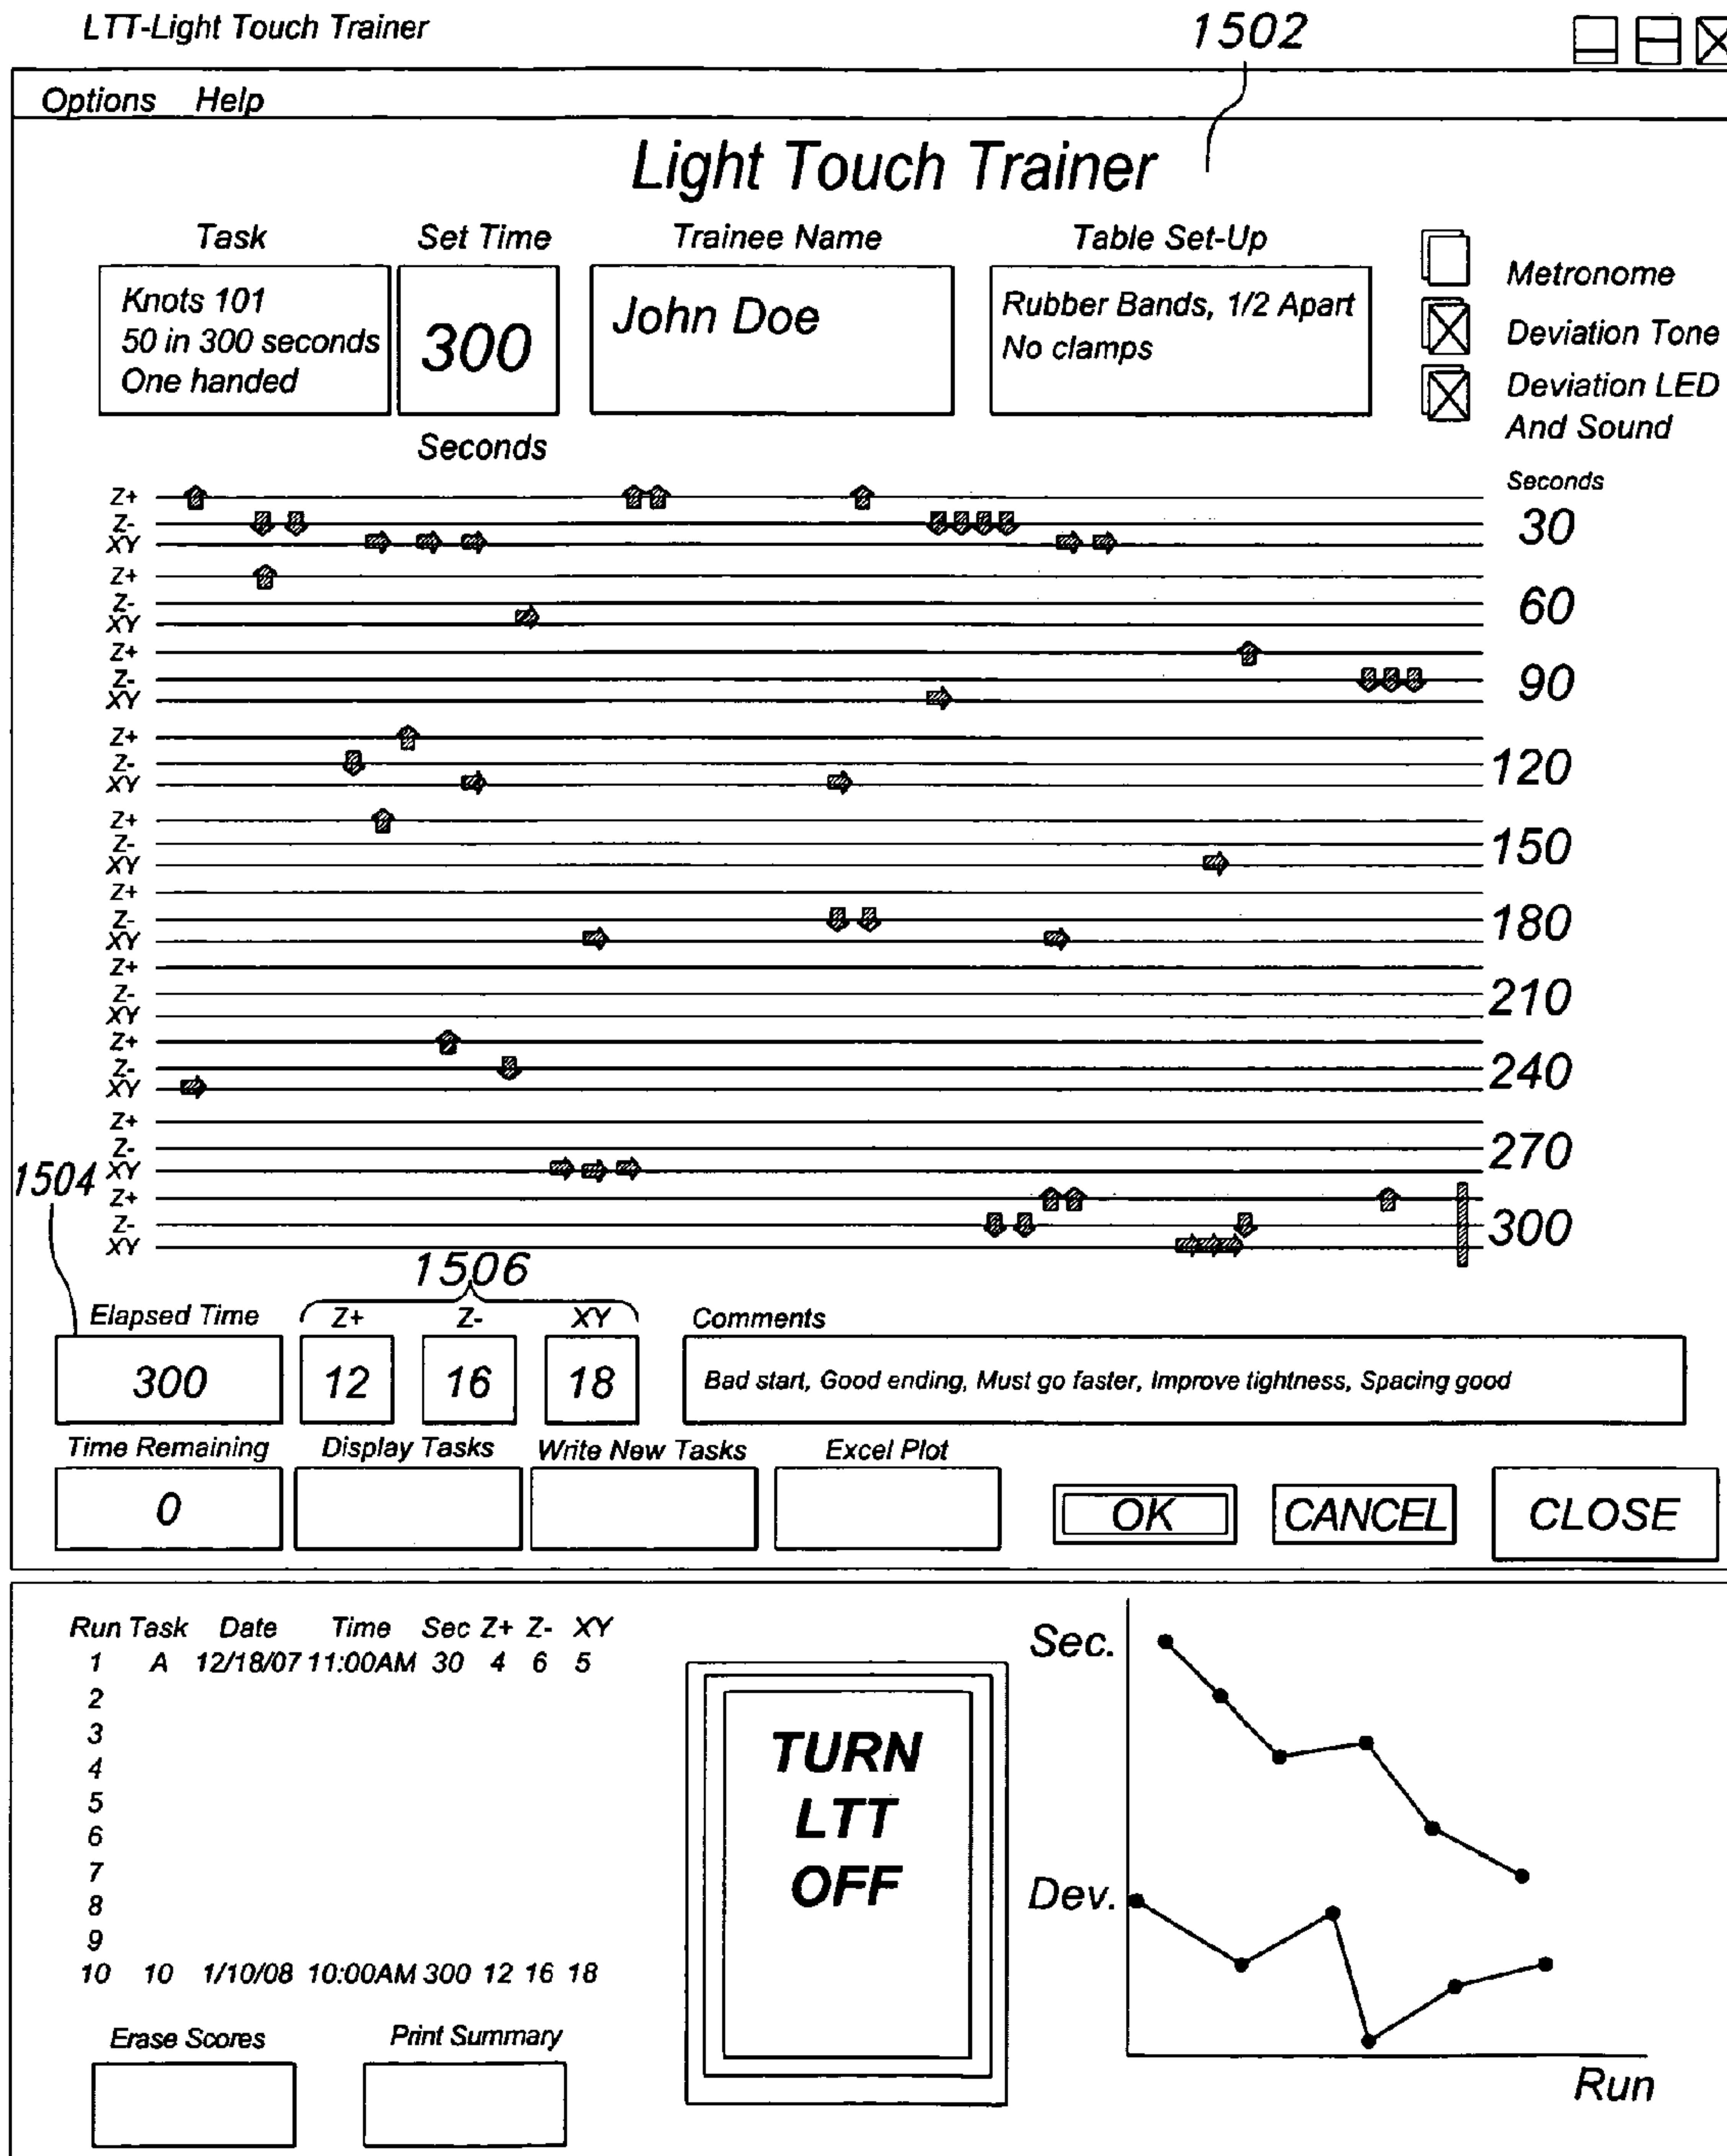 LTT-Light Touch Trainer
1502
Options Help
Light Touch Trainer
Task Set Time Trainee Name Table Set-Up
Knots 101
50 in 300 seconds
One handed
300
John Doe
Rubber Bands, 1/2 Apart
No clamps
Metronome
Deviation Tone
Deviation LED
And Sound
Seconds
Seconds
Z+
Z-
XY
30
Z+
Z-
XY
60
Z+
Z-
XY
90
Z+
Z-
XY
120
Z+
Z-
XY
150
Z+
Z-
XY
180
Z+
Z-
XY
210
Z+
Z-
XY
240
Z+
Z-
XY
270
1504
Z+
Z-
XY
300
1506
Elapsed Time Z+ Z- XY Comments
300 12 16 18 Bad start, Good ending, Must go faster, Improve tightness, Spacing good
Time Remaining Display Tasks Write New Tasks Excel Plot
0 OK CANCEL CLOSE
Run Task Date Time Sec Z+ Z- XY
1 A 12/18/07 11:00AM 30 4 6 5
2
3
4
5
6
7
8
9
10 10 1/10/08 10:00AM 300 12 16 18
Erase Scores Print Summary
TURN
LTT
OFF
Sec.
Dev.
Run